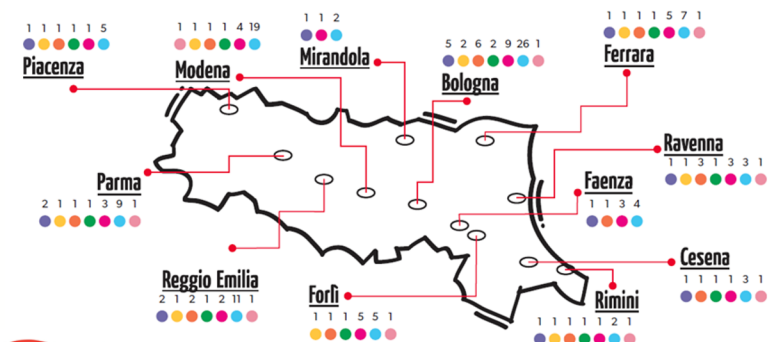 1 1 1 1 1 5
Piacenza
1 1 1 1 4 19
Modena
1 1 2
Mirandola
5 2 6 2 9 26 1
Bologna
1 1 1 1 5 7 1
Ferrara
Ravenna
1 1 3 1 3 3 1
Parma
2 1 1 1 3 9 1
Faenza
1 1 3 4
Reggio Emilia
2 1 2 1 2 11 1
Forlì
1 1 1 5 5 1
Cesena
1 1 1 1 3 1
Rimini
1 1 1 1 1 2 1